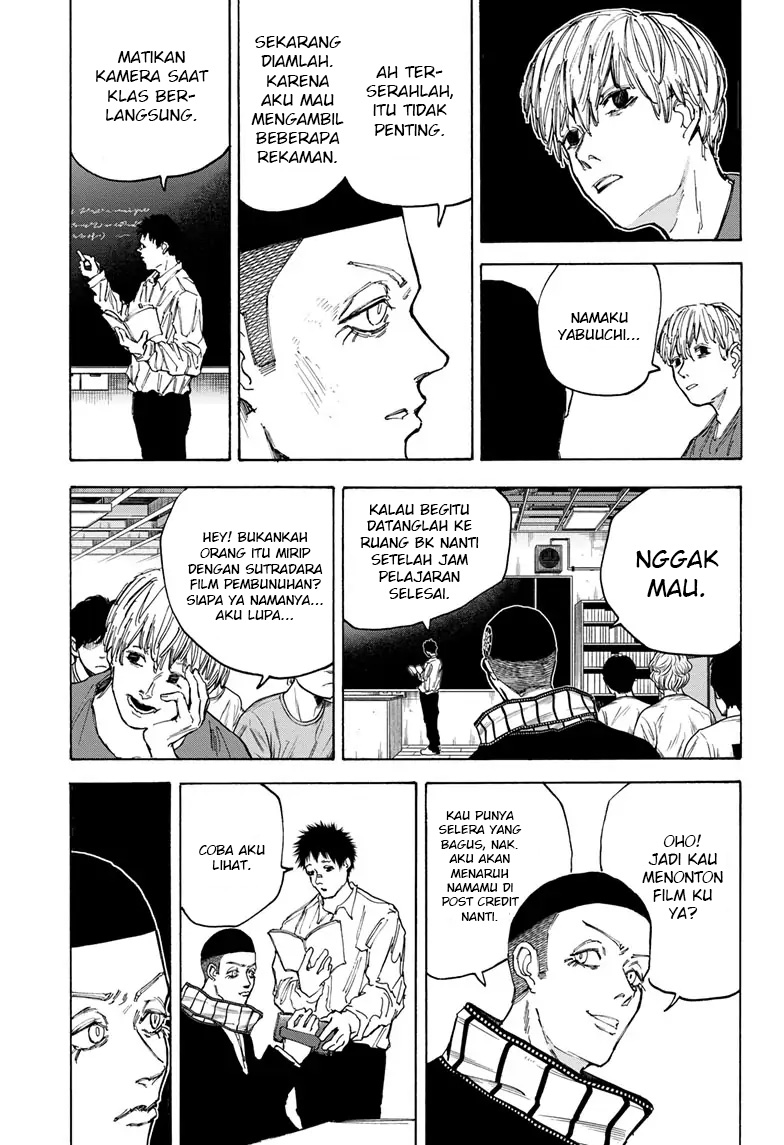 NAMAKU
YABUUCHI...
AH TER-
SERAHLAH,
ITU TIDAK
PENTING.
SEKARANG
DIAMLAH.
KARENA
AKU MAU
MENGAMBIL
BEBERAPA
REKAMAN.
MATIKAN
KAMERA SAAT
KLAS BER-
LANGSUNG.
NGGAK
MAU.
KALAU BEGITU
DATANGLAH KE
RUANG BK NANTI
SETELAH JAM
PELAJARAN
SELESAI.
HEY! BUKANKAH
ORANG ITU MIRIP
DENGAN SUTRADARA
FILM PEMBUNUHAN?
SIAPA YA NAMANYA...
AKU LUPA...
OHO!
JADI KAU
MENONTON
FILM KU
YA?
KAU PUNYA
SELERA YANG
BAGUS, NAK.
AKU AKAN
MENARUH
NAMAMU DI
POST CREDIT
NANTI.
COBA AKU
LIHAT.